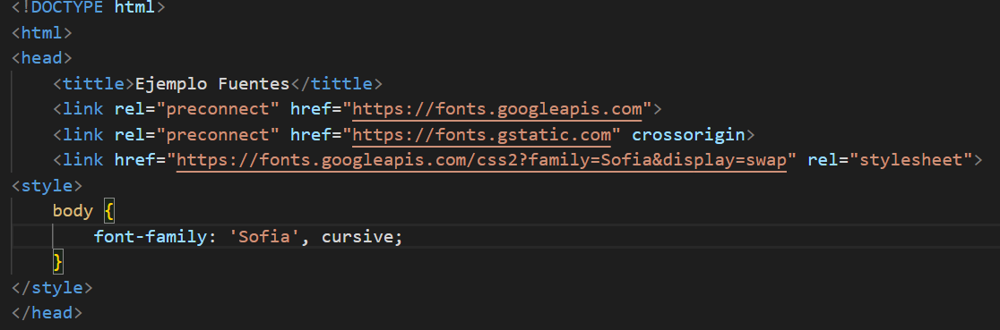 <!DOCTYPE html>
<html>
<head>
    <tittle>Ejemplo Fuentes</tittle>
    <link rel="preconnect" href="https://fonts.googleapis.com">
    <link rel="preconnect" href="https://fonts.gstatic.com" crossorigin>
    <link href="https://fonts.googleapis.com/css2?family=Sofia&display=swap" rel="stylesheet">
<style>
    body {
        font-family: 'Sofia', cursive;
    }
</style>
</head>